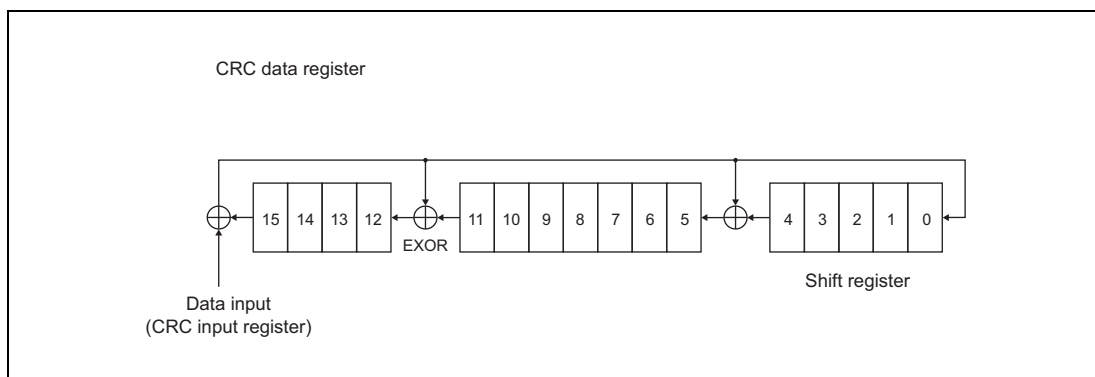 CRC data register
15 14 13 12 11 10 9 8 7 6 5 4 3 2 1 0
EXOR
Shift register
Data input
(CRC input register)